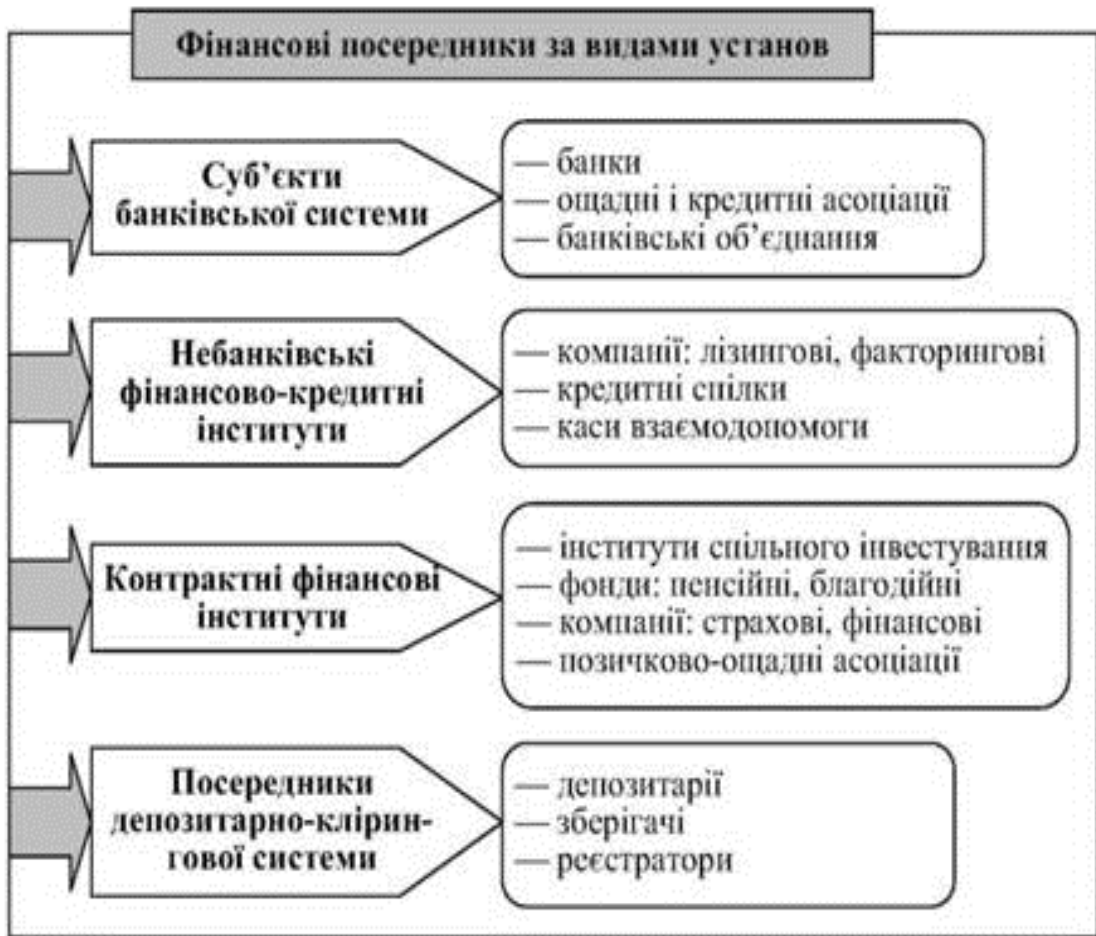 Фінансові посередники за видами установ
Суб’єкти
банківської системи
— банки
— ощадні і кредитні асоціації
— банківські об’єднання
Небанківські
фінансово-кредитні
інститути
— компанії: лізингові, факторингові
— кредитні спілки
— каси взаємодопомоги
Контрактні фінансові
інститути
— інститути спільного інвестування
— фонди: пенсійні, благодійні
— компанії: страхові, фінансові
— позичково-ощадні асоціації
Посередники
депозитарно-клірин-
гової системи
— депозитарії
— зберігачі
— реєстратори